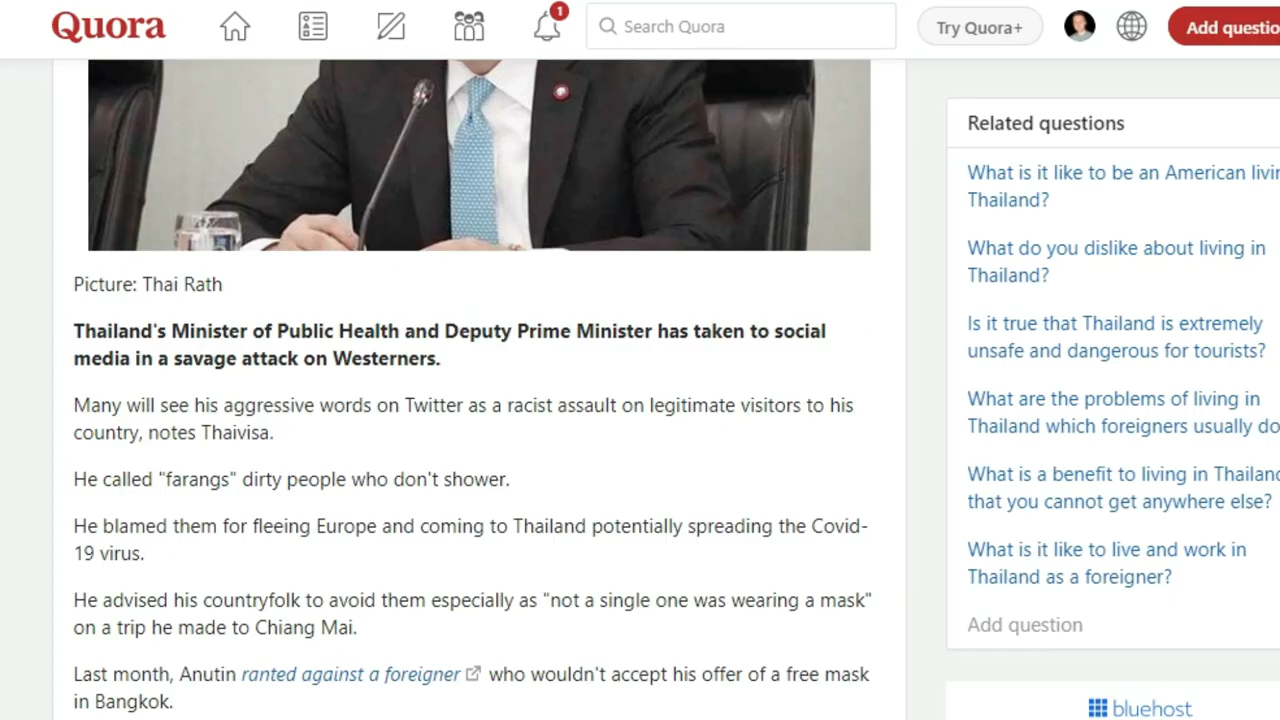 Quora
1
Search Quora
Try Quora+
Add questio
Picture: Thai Rath
Thailand's Minister of Public Health and Deputy Prime Minister has taken to social
media in a savage attack on Westerners.
Many will see his aggressive words on Twitter as a racist assault on legitimate visitors to his
country, notes Thaivisa.
He called "farangs" dirty people who don't shower.
He blamed them for fleeing Europe and coming to Thailand potentially spreading the Covid-
19 virus.
He advised his countryfolk to avoid them especially as "not a single one was wearing a mask"
on a trip he made to Chiang Mai.
Last month, Anutin ranted against a foreigner who wouldn't accept his offer of a free mask
in Bangkok.
Related questions
What is it like to be an American livin
Thailand?
What do you dislike about living in
Thailand?
Is it true that Thailand is extremely
unsafe and dangerous for tourists?
What are the problems of living in
Thailand which foreigners usually do
What is a benefit to living in Thailand
that you cannot get anywhere else?
What is it like to live and work in
Thailand as a foreigner?
Add question
bluehost